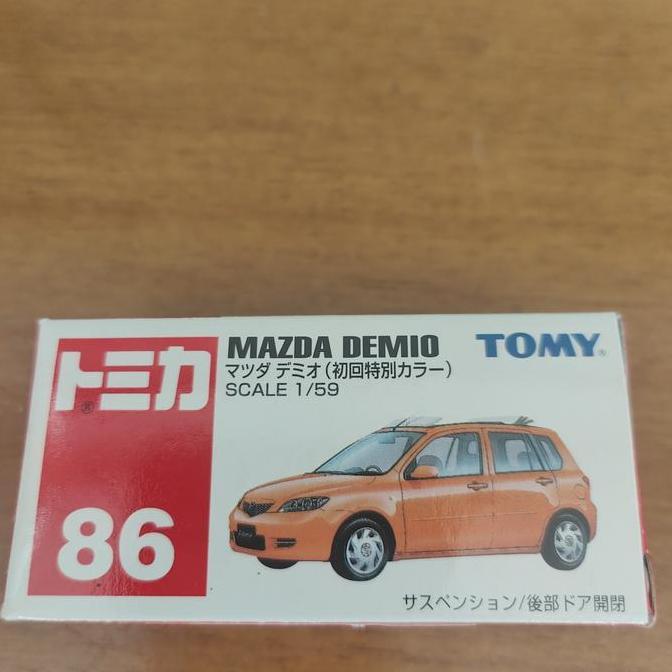 トミカ®
86
MAZDA DEMIO
マツダ デミオ(初回特別カラー)
SCALE 1/59
TOMY®
サスペンション/後部ドア開閉